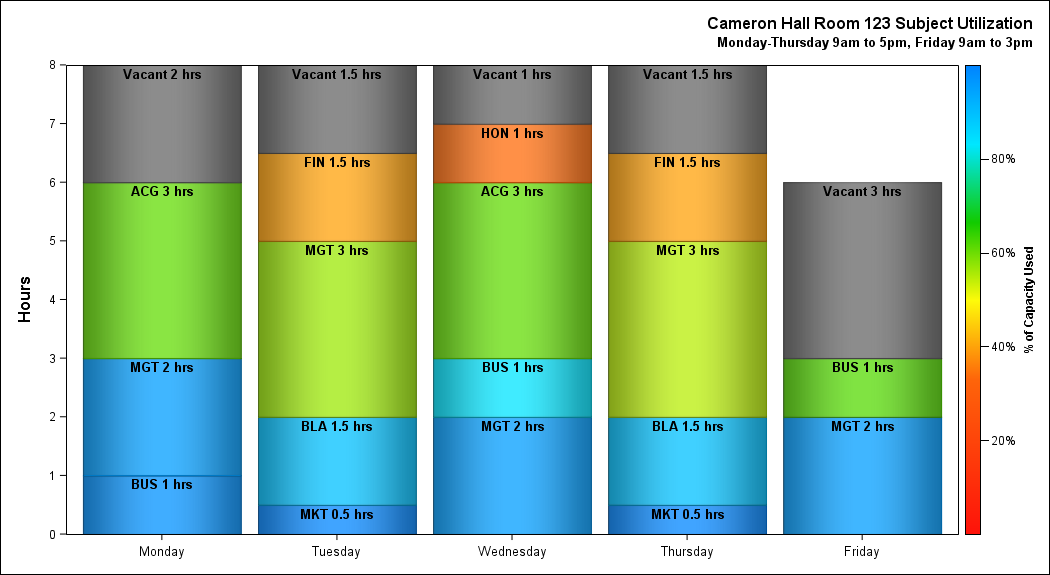 Cameron Hall Room 123 Subject Utilization
Monday-Thursday 9am to 5pm, Friday 9am to 3pm
Hours
8
7
6
5
4
3
2
1
0
Vacant 2 hrs
ACG 3 hrs
MGT 2 hrs
BUS 1 hrs
Vacant 1.5 hrs
FIN 1.5 hrs
MGT 3 hrs
BLA 1.5 hrs
MKT 0.5 hrs
Vacant 1 hrs
HON 1 hrs
ACG 3 hrs
BUS 1 hrs
MGT 2 hrs
Vacant 1.5 hrs
FIN 1.5 hrs
MGT 3 hrs
BLA 1.5 hrs
MKT 0.5 hrs
Vacant 3 hrs
BUS 1 hrs
MGT 2 hrs
Monday
Tuesday
Wednesday
Thursday
Friday
80%
60%
40%
20%
% of Capacity Used